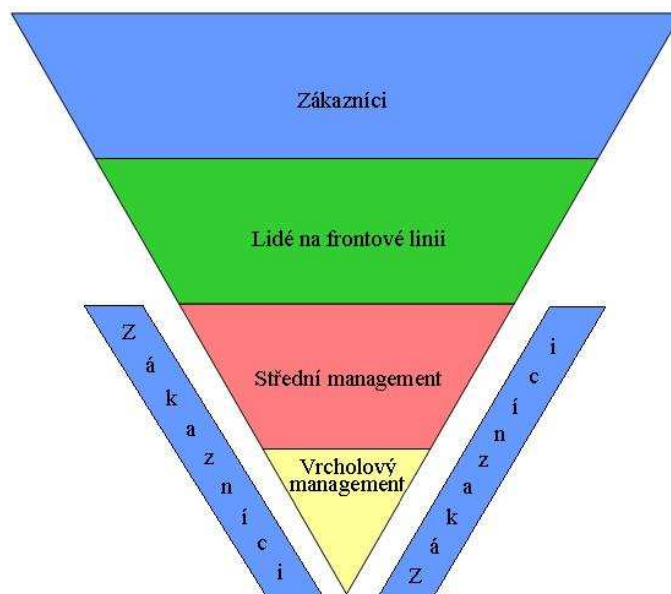 Zákazníci
Lidé na frontové linii
Střední management
Vrcholový
management
Zákazníci
Zákazníci